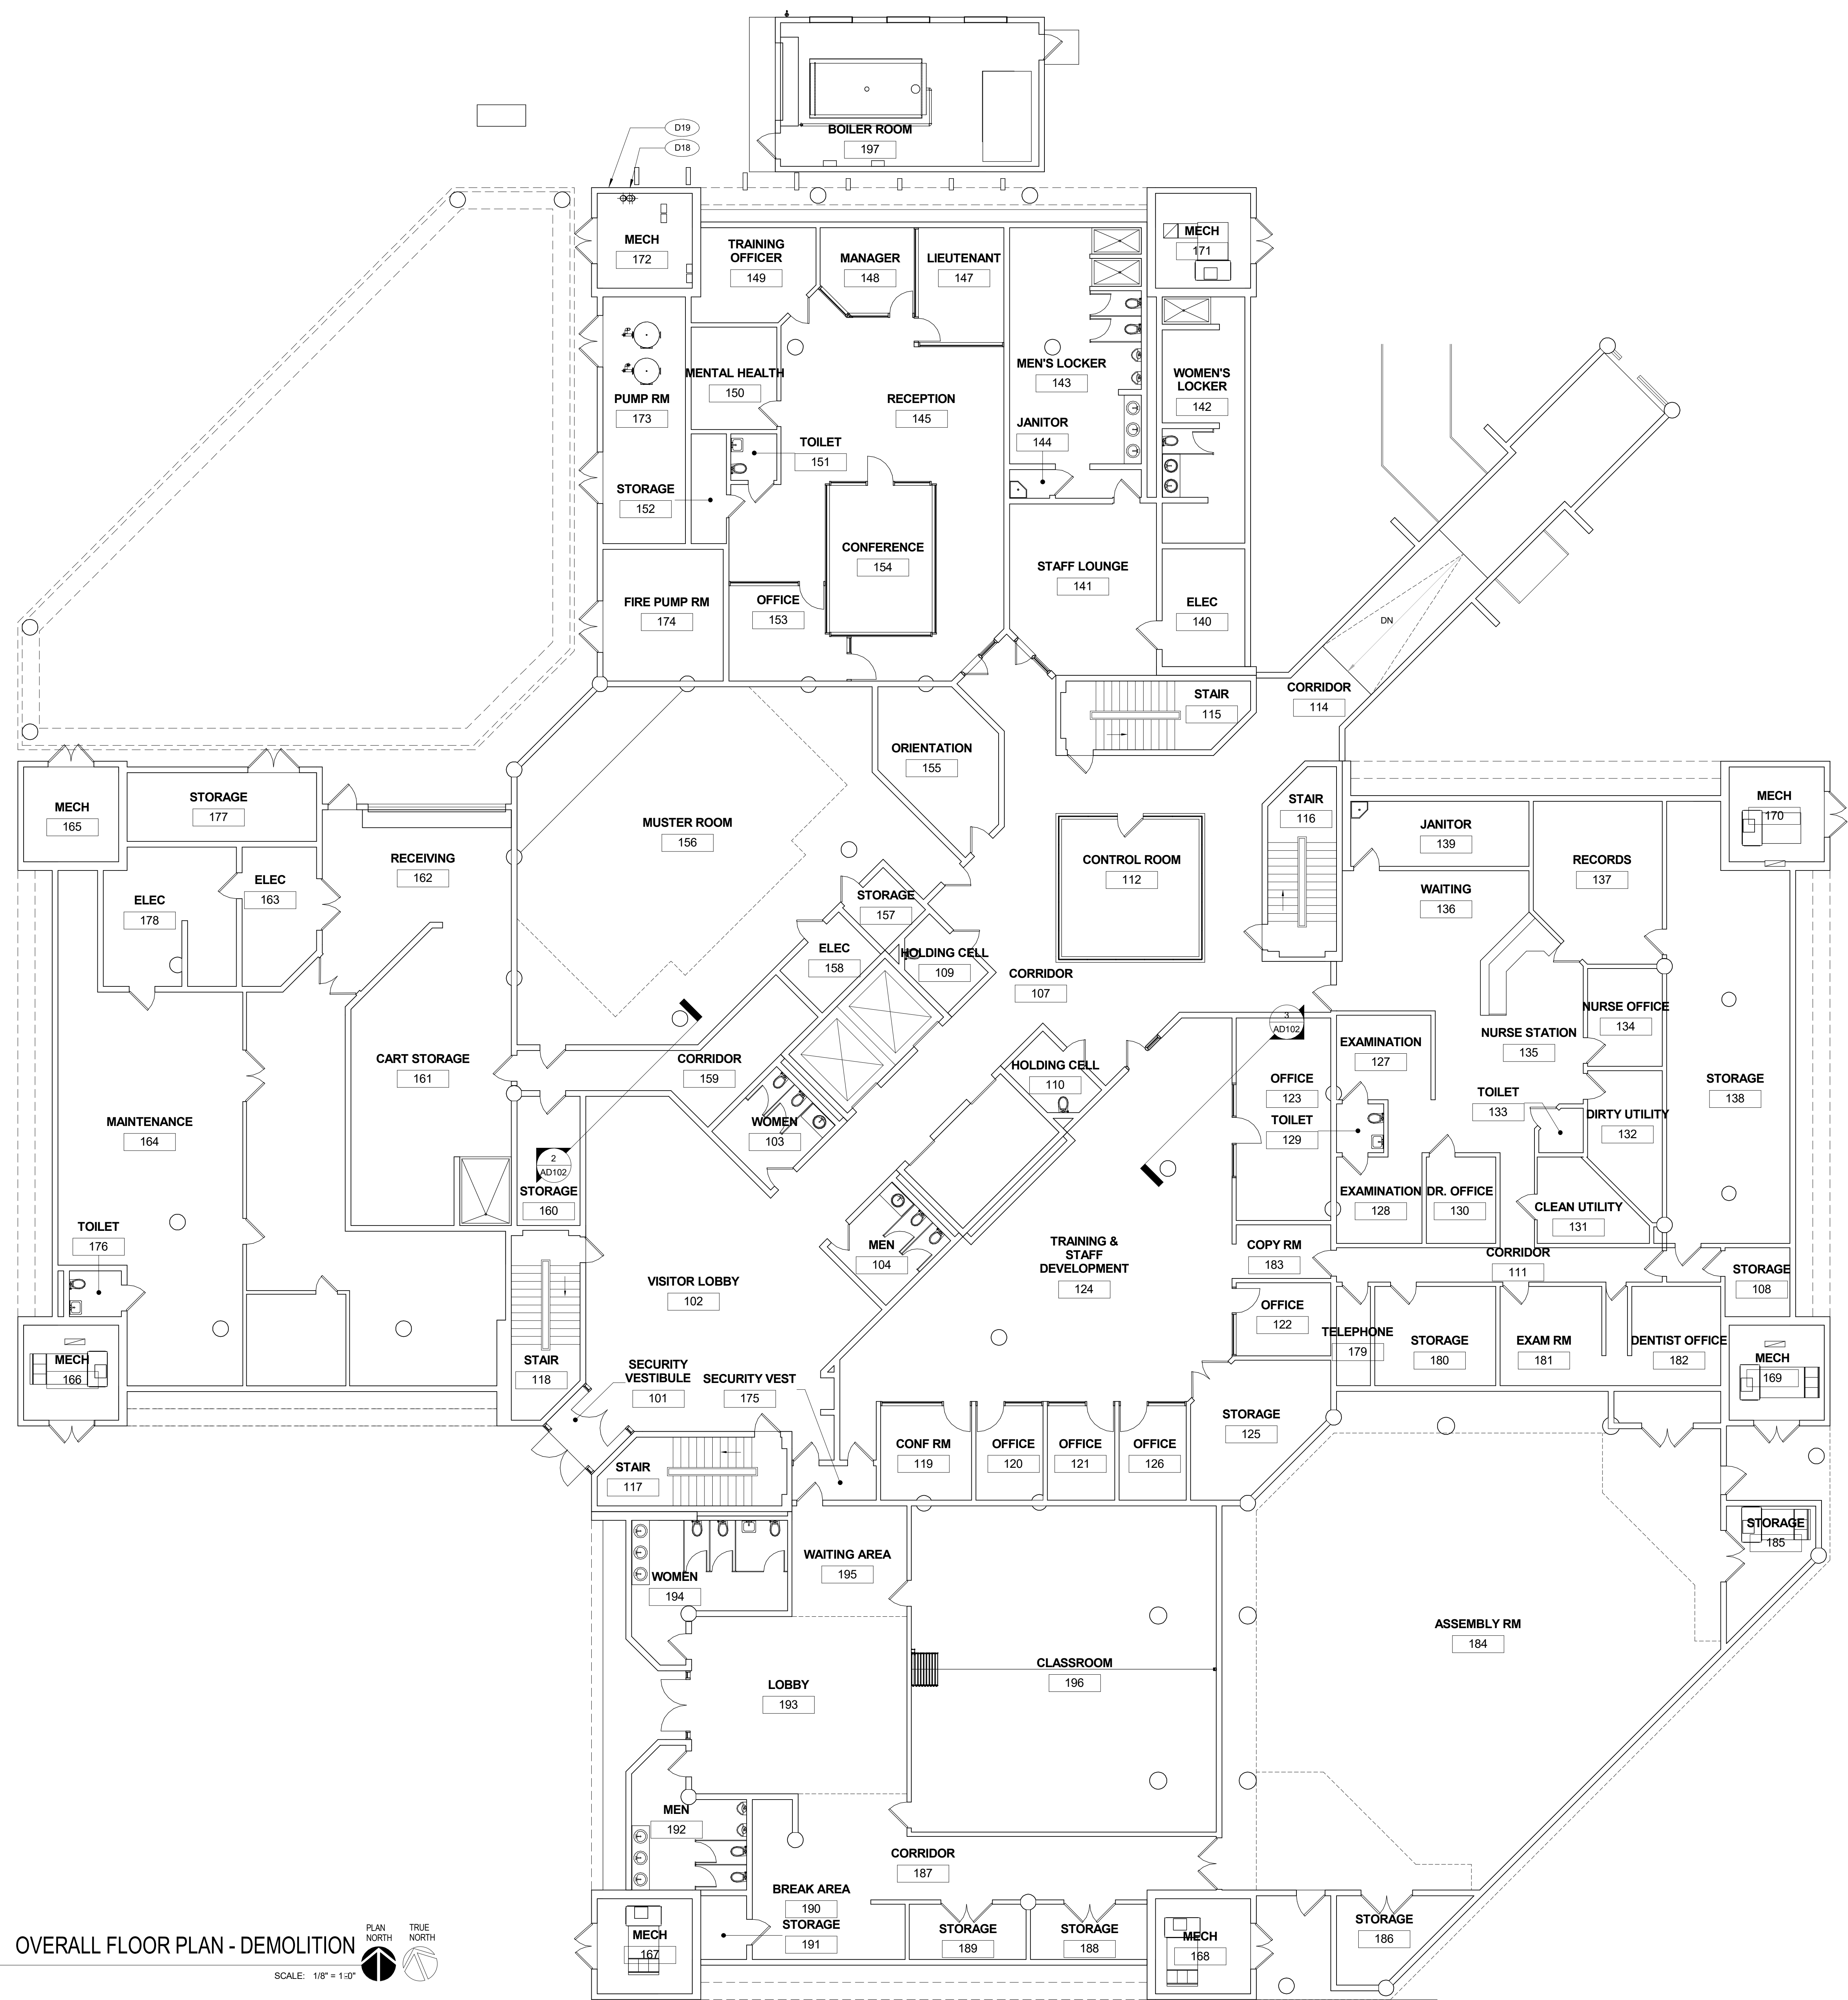 BOILER ROOM
197
D19
D18
MECH
172
TRAINING
OFFICER
149
MANAGER
148
LIEUTENANT
147
MECH
171
MEN'S LOCKER
143
WOMEN'S
LOCKER
142
MENTAL HEALTH
150
PUMP RM
173
RECEPTION
145
JANITOR
144
TOILET
151
STORAGE
152
CONFERENCE
154
STAFF LOUNGE
141
FIRE PUMP RM
174
OFFICE
153
ELEC
140
DN
CORRIDOR
114
STAIR
115
ORIENTATION
155
MECH
165
STORAGE
177
MUSTER ROOM
156
STAIR
116
MECH
170
JANITOR
139
RECEIVING
162
CONTROL ROOM
112
RECORDS
137
ELEC
163
ELEC
178
WAITING
136
STORAGE
157
ELEC
158
HOLDING CELL
109
CORRIDOR
107
NURSE OFFICE
134
3
AD102
NURSE STATION
135
EXAMINATION
127
CART STORAGE
161
CORRIDOR
159
HOLDING CELL
110
OFFICE
123
STORAGE
138
TOILET
133
MAINTENANCE
164
WOMEN
103
TOILET
129
DIRTY UTILITY
132
2
AD102
STORAGE
160
EXAMINATION
128
DR. OFFICE
130
CLEAN UTILITY
131
TOILET
176
MEN
104
TRAINING &
STAFF
DEVELOPMENT
124
COPY RM
183
CORRIDOR
111
STORAGE
108
VISITOR LOBBY
102
OFFICE
122
TELEPHONE
179
STORAGE
180
EXAM RM
181
DENTIST OFFICE
182
MECH
166
STAIR
118
SECURITY
VESTIBULE
101
SECURITY VEST
175
MECH
169
STORAGE
125
CONF RM
119
OFFICE
120
OFFICE
121
OFFICE
126
STAIR
117
STORAGE
185
WAITING AREA
195
WOMEN
194
ASSEMBLY RM
184
CLASSROOM
196
LOBBY
193
MEN
192
CORRIDOR
187
BREAK AREA
190
STORAGE
191
STORAGE
189
STORAGE
188
STORAGE
186
MECH
167
MECH
168
OVERALL FLOOR PLAN - DEMOLITION
PLAN
NORTH
TRUE
NORTH
SCALE: 1/8" = 1'-0"